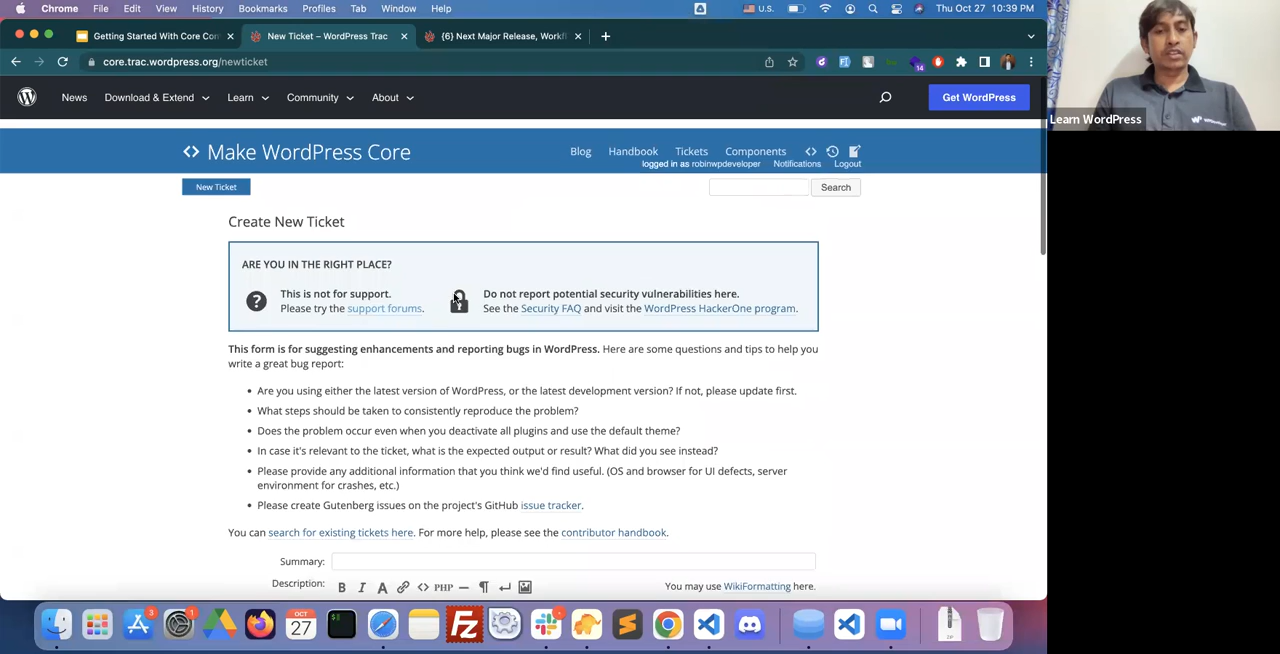 Chrome File Edit View History Bookmarks Profiles Tab Window Help U.S. Thu Oct 27 10:39 PM
Getting Started With Core Con New Ticket – WordPress Trac {6} Next Major Release, Workfl
core.trac.wordpress.org/newticket
14
News Download & Extend Learn Community About Get WordPress
Learn WordPress
<> Make WordPress Core Blog Handbook Tickets Components
logged in as robinwpdeveloper Notifications Logout
New Ticket Search
Create New Ticket
ARE YOU IN THE RIGHT PLACE?
This is not for support. Do not report potential security vulnerabilities here.
Please try the support forums. See the Security FAQ and visit the WordPress HackerOne program.
This form is for suggesting enhancements and reporting bugs in WordPress. Here are some questions and tips to help you
write a great bug report:
• Are you using either the latest version of WordPress, or the latest development version? If not, please update first.
• What steps should be taken to consistently reproduce the problem?
• Does the problem occur even when you deactivate all plugins and use the default theme?
• In case it's relevant to the ticket, what is the expected output or result? What did you see instead?
• Please provide any additional information that you think we'd find useful. (OS and browser for UI defects, server
environment for crashes, etc.)
• Please create Gutenberg issues on the project's GitHub issue tracker.
You can search for existing tickets here. For more help, please see the contributor handbook.
Summary:
Description: B I A <> PHP — ¶ You may use WikiFormatting here.
3 1 OCT 27